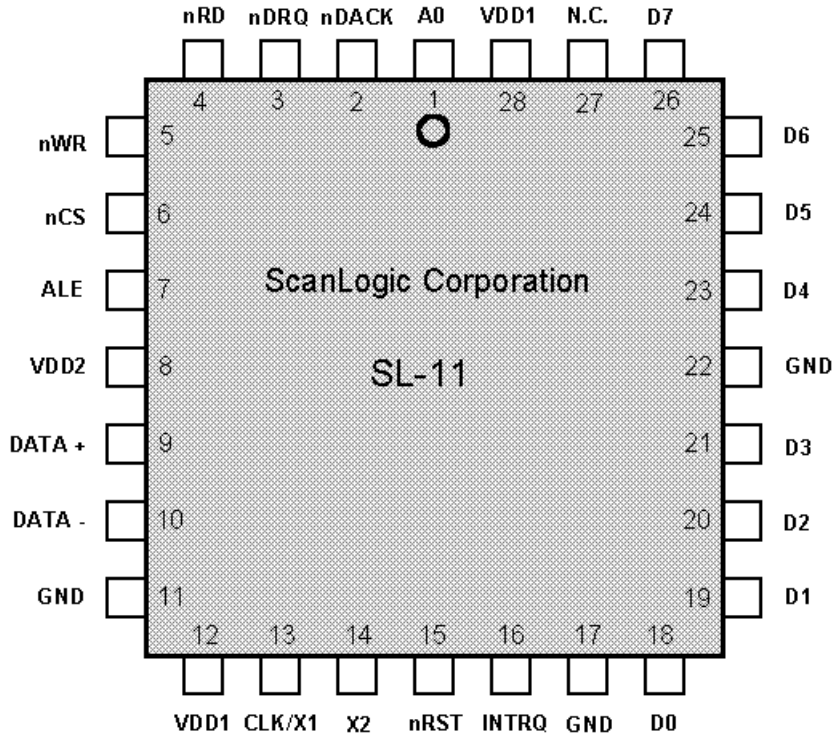 nRD nDRQ nDACK A0 VDD1 N.C. D7
4 3 2 1 28 27 26
nWR 5 25 D6
nCS 6 24 D5
ALE 7 23 D4
ScanLogic Corporation
VDD2 8 22 GND
SL-11
DATA + 9 21 D3
DATA - 10 20 D2
GND 11 19 D1
12 13 14 15 16 17 18
VDD1 CLK/X1 X2 nRST INTRQ GND D0